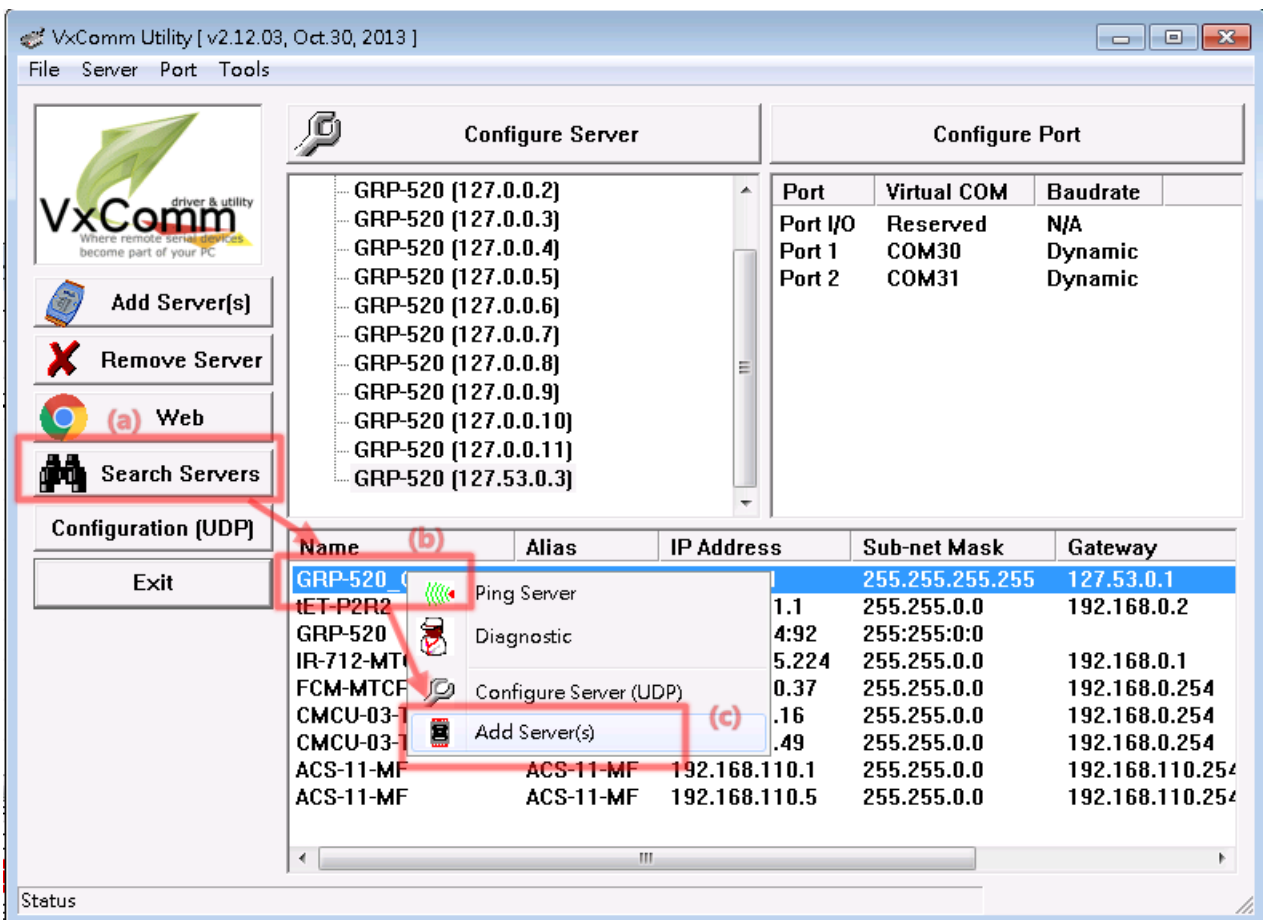 VxComm Utility [ v2.12.03, Oct.30, 2013 ]
File Server Port Tools
VxComm
driver & utility
Where remote serial devices
become part of your PC
Add Server(s)
Remove Server
(a) Web
Search Servers
Configuration (UDP)
Exit
Configure Server
GRP-520 (127.0.0.2)
GRP-520 (127.0.0.3)
GRP-520 (127.0.0.4)
GRP-520 (127.0.0.5)
GRP-520 (127.0.0.6)
GRP-520 (127.0.0.7)
GRP-520 (127.0.0.8)
GRP-520 (127.0.0.9)
GRP-520 (127.0.0.10)
GRP-520 (127.0.0.11)
GRP-520 (127.53.0.3)
Configure Port
Port Virtual COM Baudrate
Port I/O Reserved N/A
Port 1 COM30 Dynamic
Port 2 COM31 Dynamic
(b)
Name Alias IP Address Sub-net Mask Gateway
GRP-520 255.255.255.255 127.53.0.1
tET-P2R2 1.1 255.255.0.0 192.168.0.2
GRP-520 4:92 255:255:0:0
IR-712-MT 5.224 255.255.0.0 192.168.0.1
FCM-MTCF 0.37 255.255.0.0 192.168.0.254
CMCU-03- .16 255.255.0.0 192.168.0.254
CMCU-03- .49 255.255.0.0 192.168.0.254
ACS-11-MF ACS-11-MF 192.168.110.1 255.255.0.0 192.168.110.254
ACS-11-MF ACS-11-MF 192.168.110.5 255.255.0.0 192.168.110.254
Ping Server
Diagnostic
Configure Server (UDP)
Add Server(s)
(c)
Status